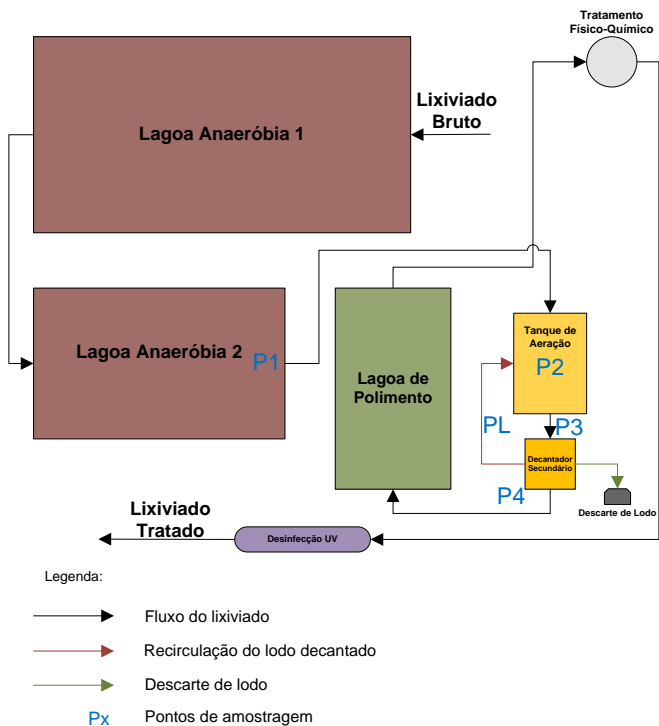 Tratamento
Físico-Químico
Lixiviado
Bruto
Lagoa Anaeróbia 1
Lagoa Anaeróbia 2
P1
Lagoa de
Polimento
Tanque de
Aeração
P2
PL
P3
Decantador
Secundário
P4
Descarte de Lodo
Lixiviado
Tratado
Desinfecção UV
Legenda:
Fluxo do lixiviado
Recirculação do lodo decantado
Descarte de lodo
Px Pontos de amostragem